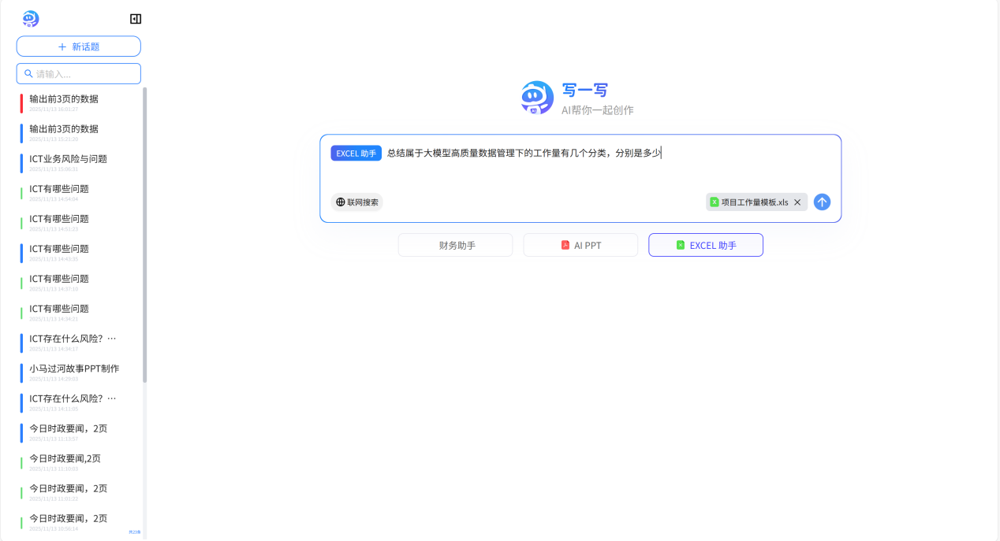 新话题
请输入...
输出前3页的数据
2025/11/13 16:01:27
输出前3页的数据
2025/11/13 15:23:20
ICT业务风险与问题
2025/11/13 15:08:31
ICT有哪些问题
2025/11/13 14:54:04
ICT有哪些问题
2025/11/13 14:51:23
ICT有哪些问题
2025/11/13 14:43:35
ICT有哪些问题
2025/11/13 14:37:10
ICT有哪些问题
2025/11/13 14:34:21
ICT存在什么风险？…
2025/11/13 14:34:17
小马过河故事PPT制作
2025/11/13 14:29:03
ICT存在什么风险？…
2025/11/13 14:11:05
今日时政要闻，2页
2025/11/13 11:13:57
今日时政要闻,2页
2025/11/13 11:10:03
今日时政要闻，2页
2025/11/13 11:01:22
今日时政要闻，2页
2025/11/13 10:56:14
共23条
写一写
AI帮你一起创作
EXCEL 助手 总结属于大模型高质量数据管理下的工作量有几个分类，分别是多少
联网搜索 项目工作量模板.xls
财务助手 AI PPT EXCEL 助手